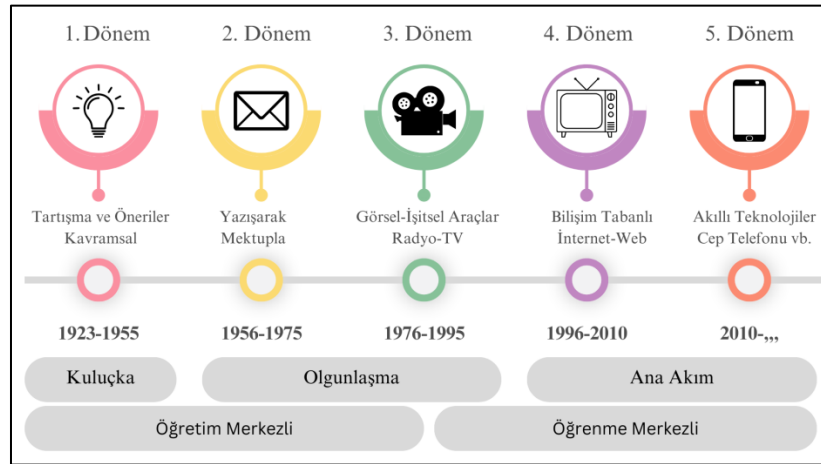 1. Dönem
2. Dönem
3. Dönem
4. Dönem
5. Dönem
Tartışma ve Öneriler
Kavramsal
Yazışarak
Mektupla
Görsel-İşitsel Araçlar
Radyo-TV
Bilişim Tabanlı
İnternet-Web
Akıllı Teknolojiler
Cep Telefonu vb.
1923-1955
1956-1975
1976-1995
1996-2010
2010-,,,
Kuluçka
Olgunlaşma
Ana Akım
Öğretim Merkezli
Öğrenme Merkezli